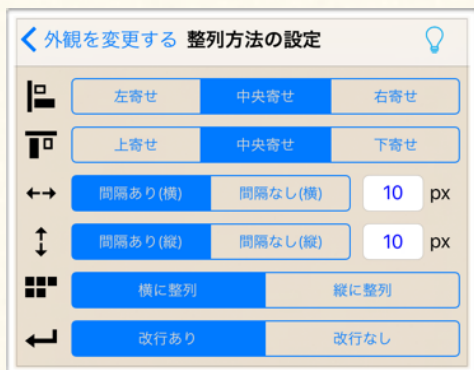 外観を変更する 整列方法の設定
左寄せ 中央寄せ 右寄せ
上寄せ 中央寄せ 下寄せ
間隔あり(横) 間隔なし(横) 10 px
間隔あり(縦) 間隔なし(縦) 10 px
横に整列 縦に整列
改行あり 改行なし